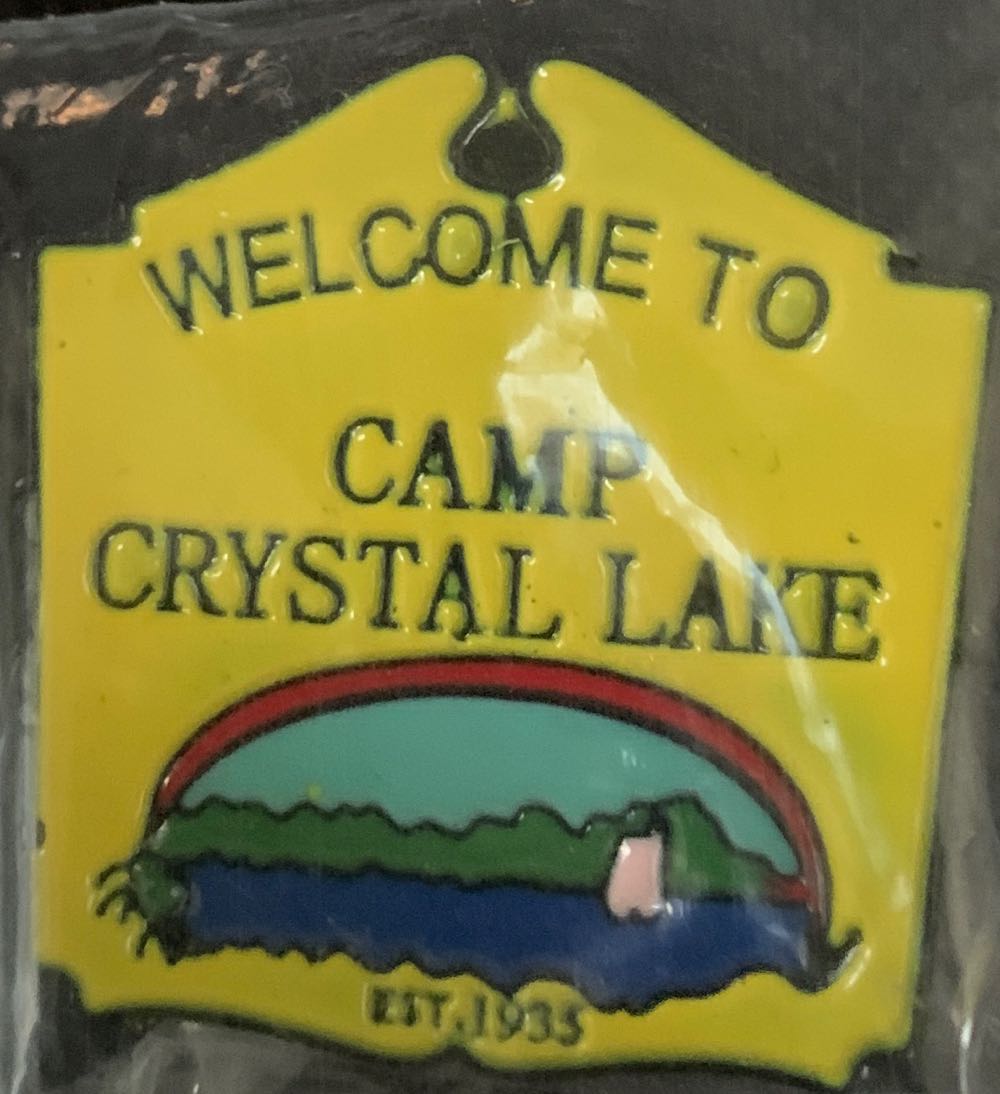 WELCOME TO
CAMP
CRYSTAL LAKE
EST.1935